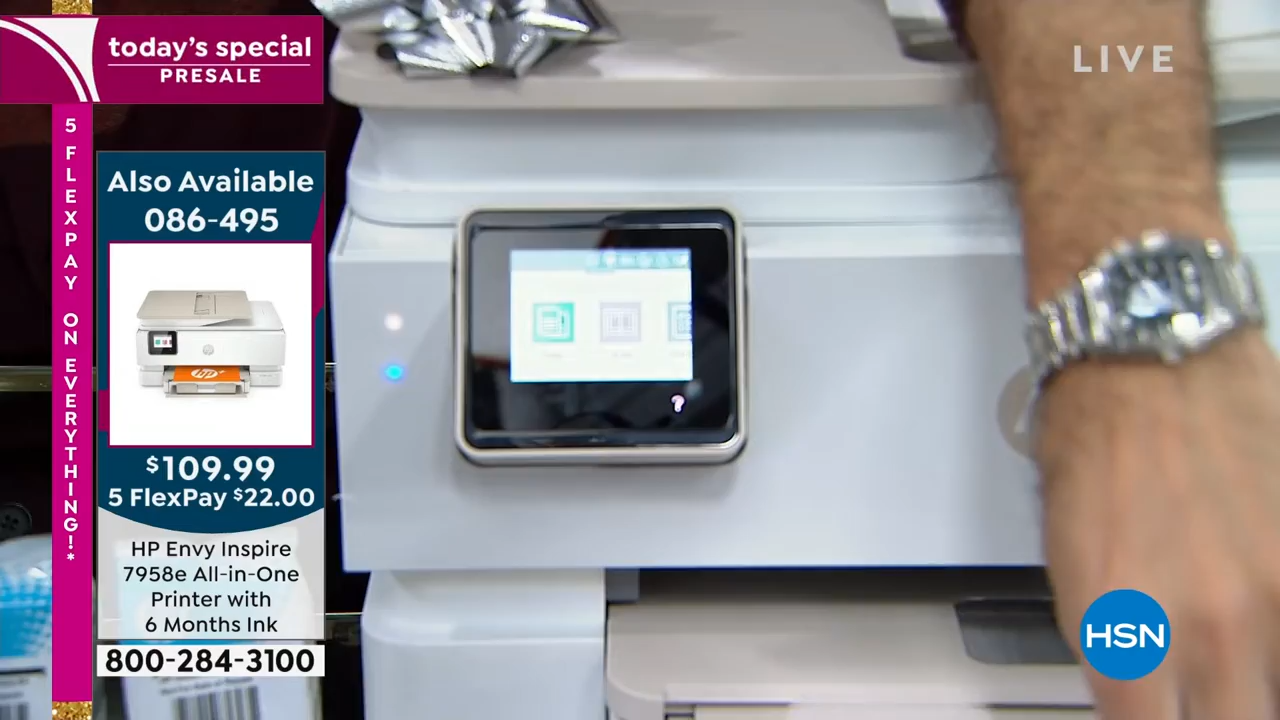 today's special
PRESALE
LIVE
5 FLEXPAY ON EVERYTHING!*
Also Available
086-495
hp+
$109.99
5 FlexPay $22.00
HP Envy Inspire
7958e All-in-One
Printer with
6 Months Ink
800-284-3100
?
HSN